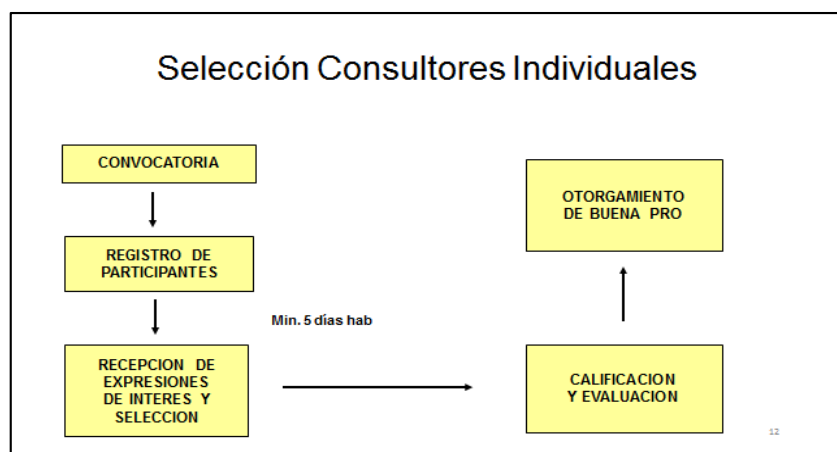 Selección Consultores Individuales
CONVOCATORIA
REGISTRO DE
PARTICIPANTES
Min. 5 días hab
RECEPCION DE
EXPRESIONES
DE INTERES Y
SELECCION
CALIFICACION
Y EVALUACION
OTORGAMIENTO
DE BUENA PRO
12